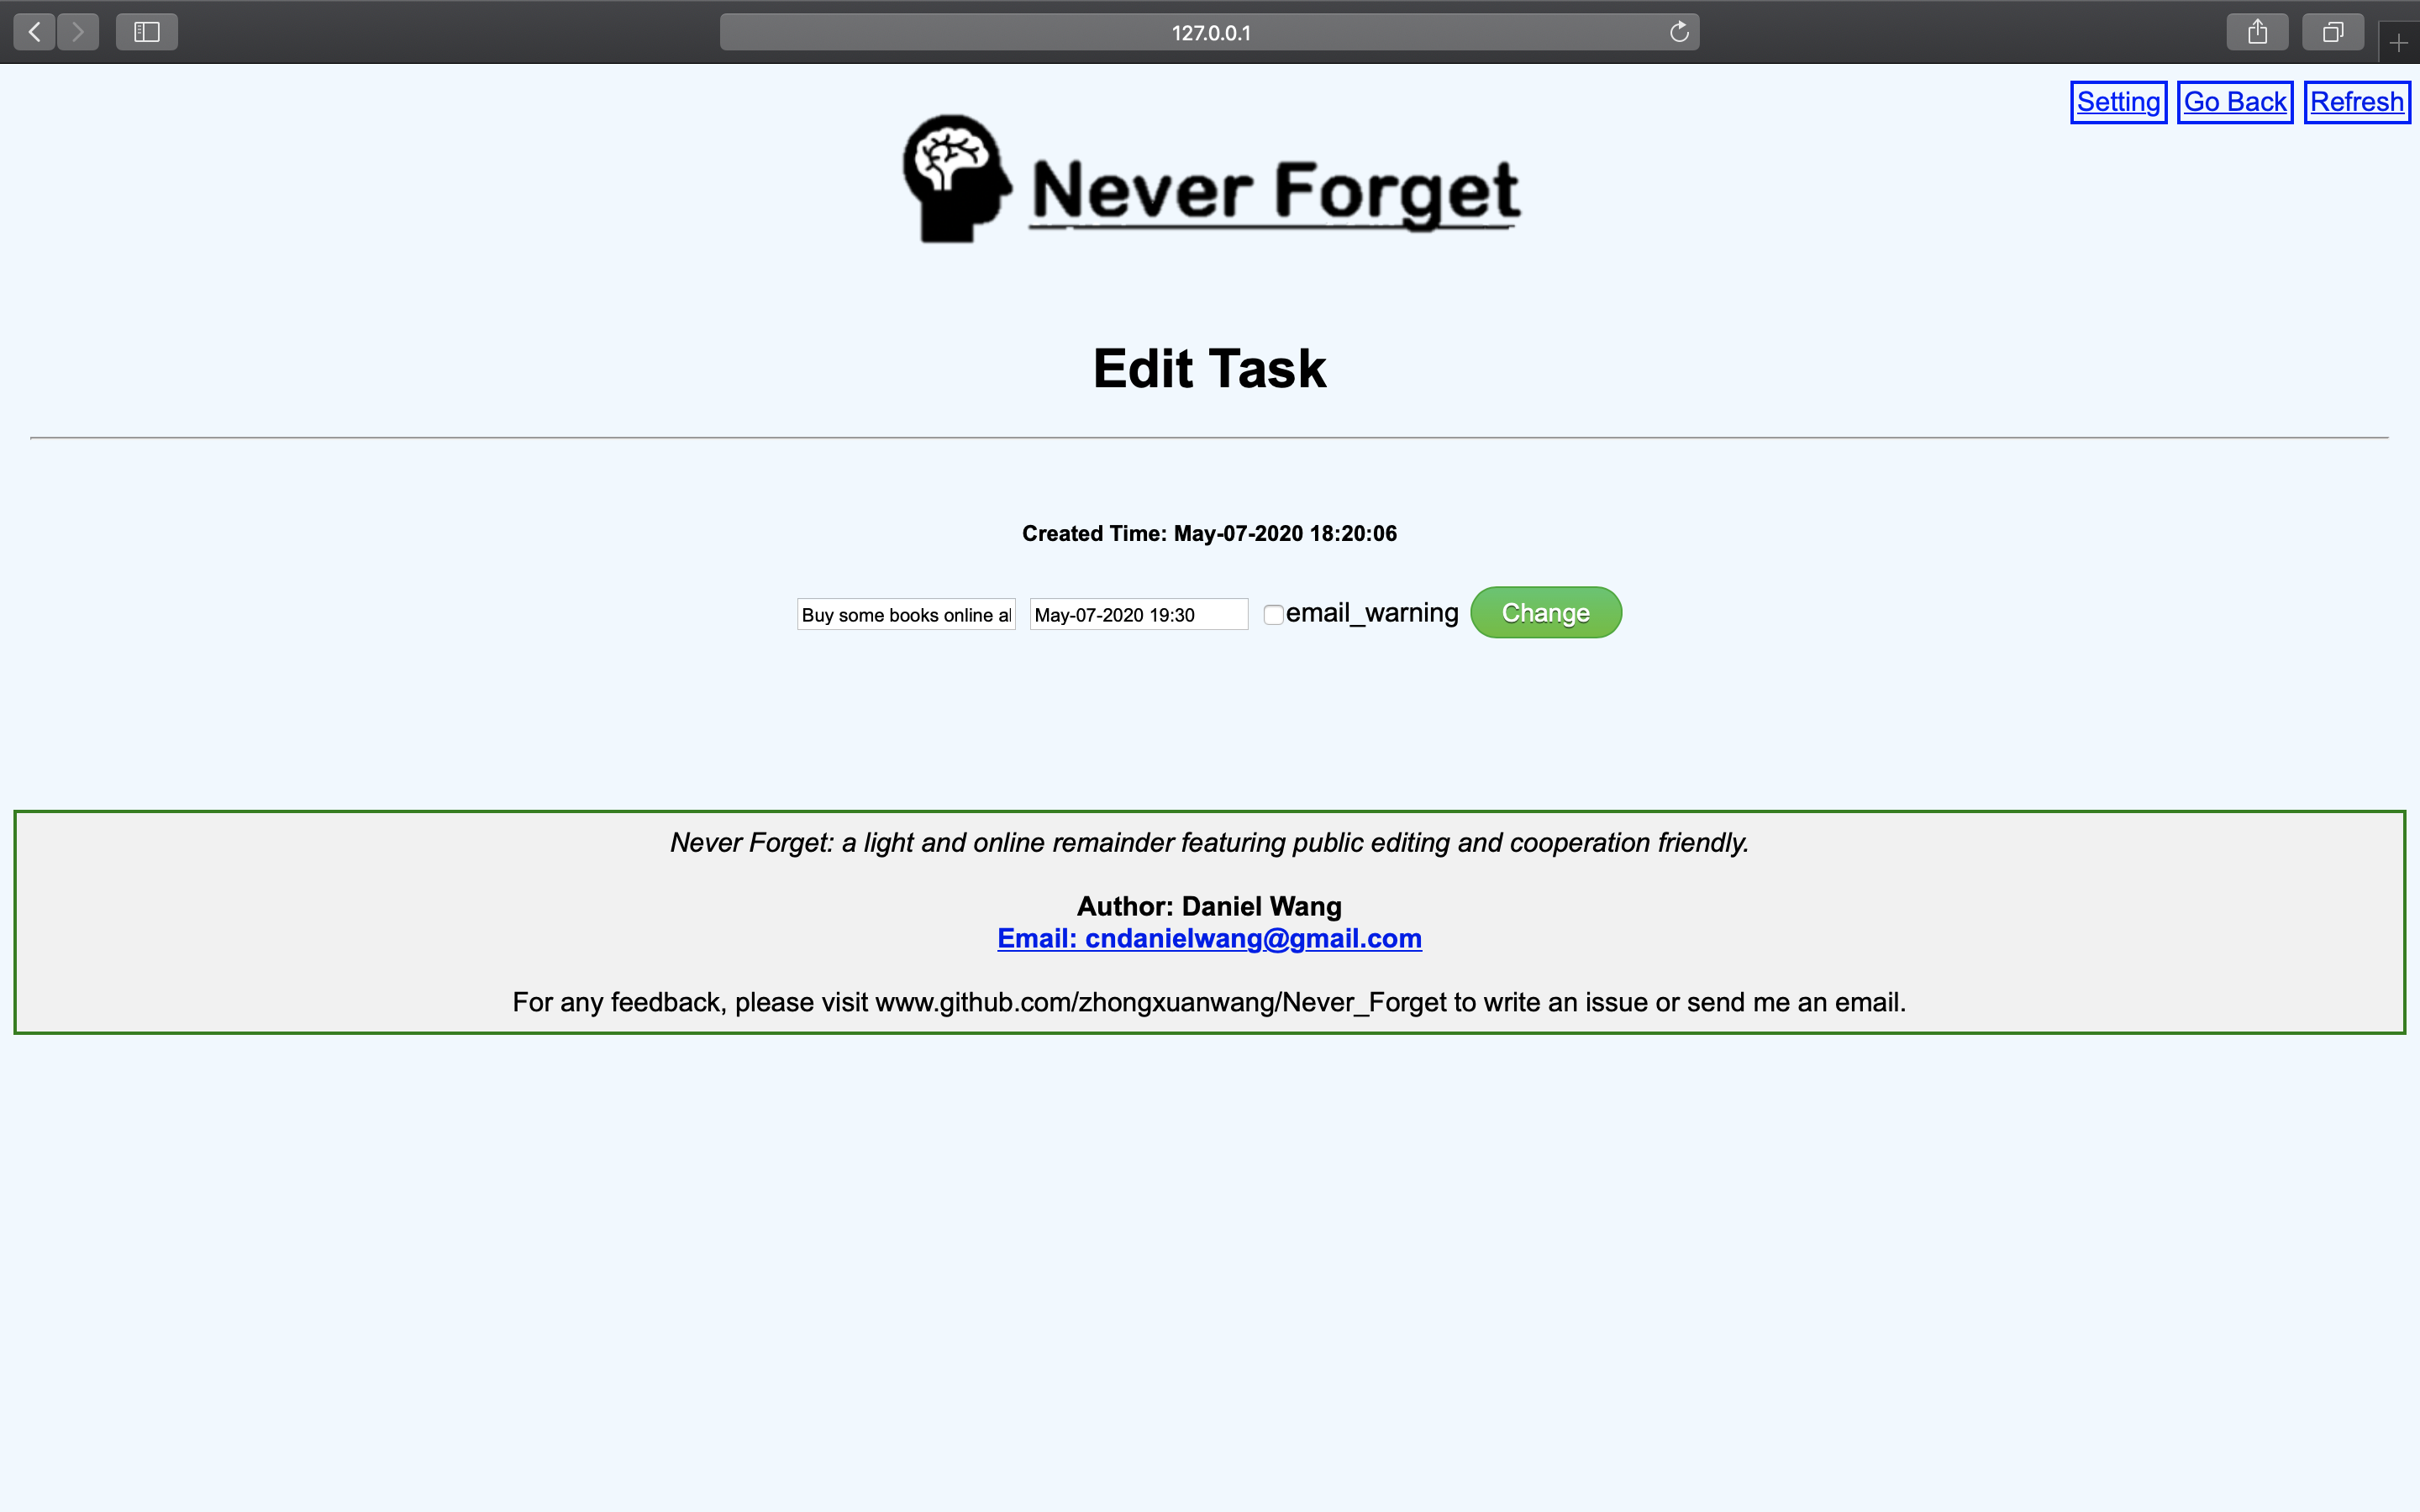 127.0.0.1
Setting Go Back Refresh
Never Forget
Edit Task
Created Time: May-07-2020 18:20:06
Buy some books online al May-07-2020 19:30 email_warning Change
Never Forget: a light and online remainder featuring public editing and cooperation friendly.
Author: Daniel Wang
Email: cndanielwang@gmail.com
For any feedback, please visit www.github.com/zhongxuanwang/Never_Forget to write an issue or send me an email.